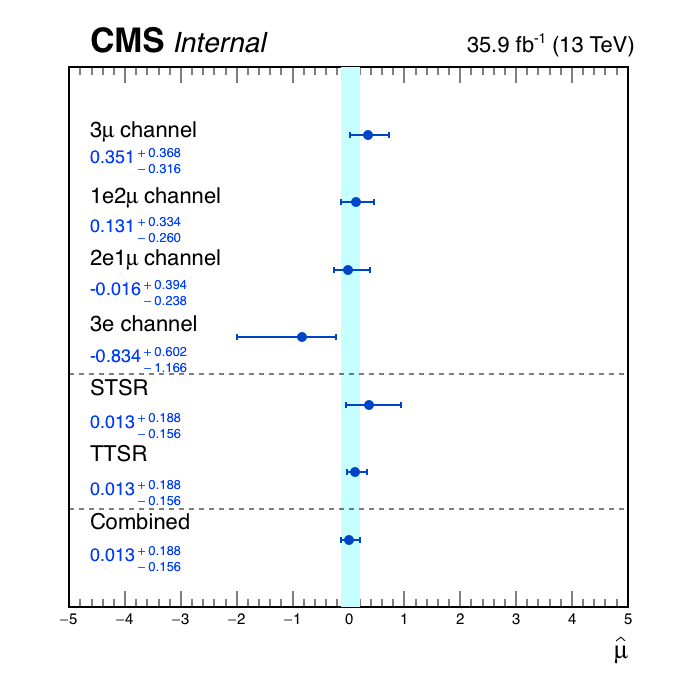 CMS Internal 35.9 fb⁻¹ (13 TeV)
3μ channel
0.351 + 0.368 − 0.316
1e2μ channel
0.131 + 0.334 − 0.260
2e1μ channel
-0.016 + 0.394 − 0.238
3e channel
-0.834 + 0.602 − 1.166
STSR
0.013 + 0.188 − 0.156
TTSR
0.013 + 0.188 − 0.156
Combined
0.013 + 0.188 − 0.156
−5 −4 −3 −2 −1 0 1 2 3 4 5
μ̂